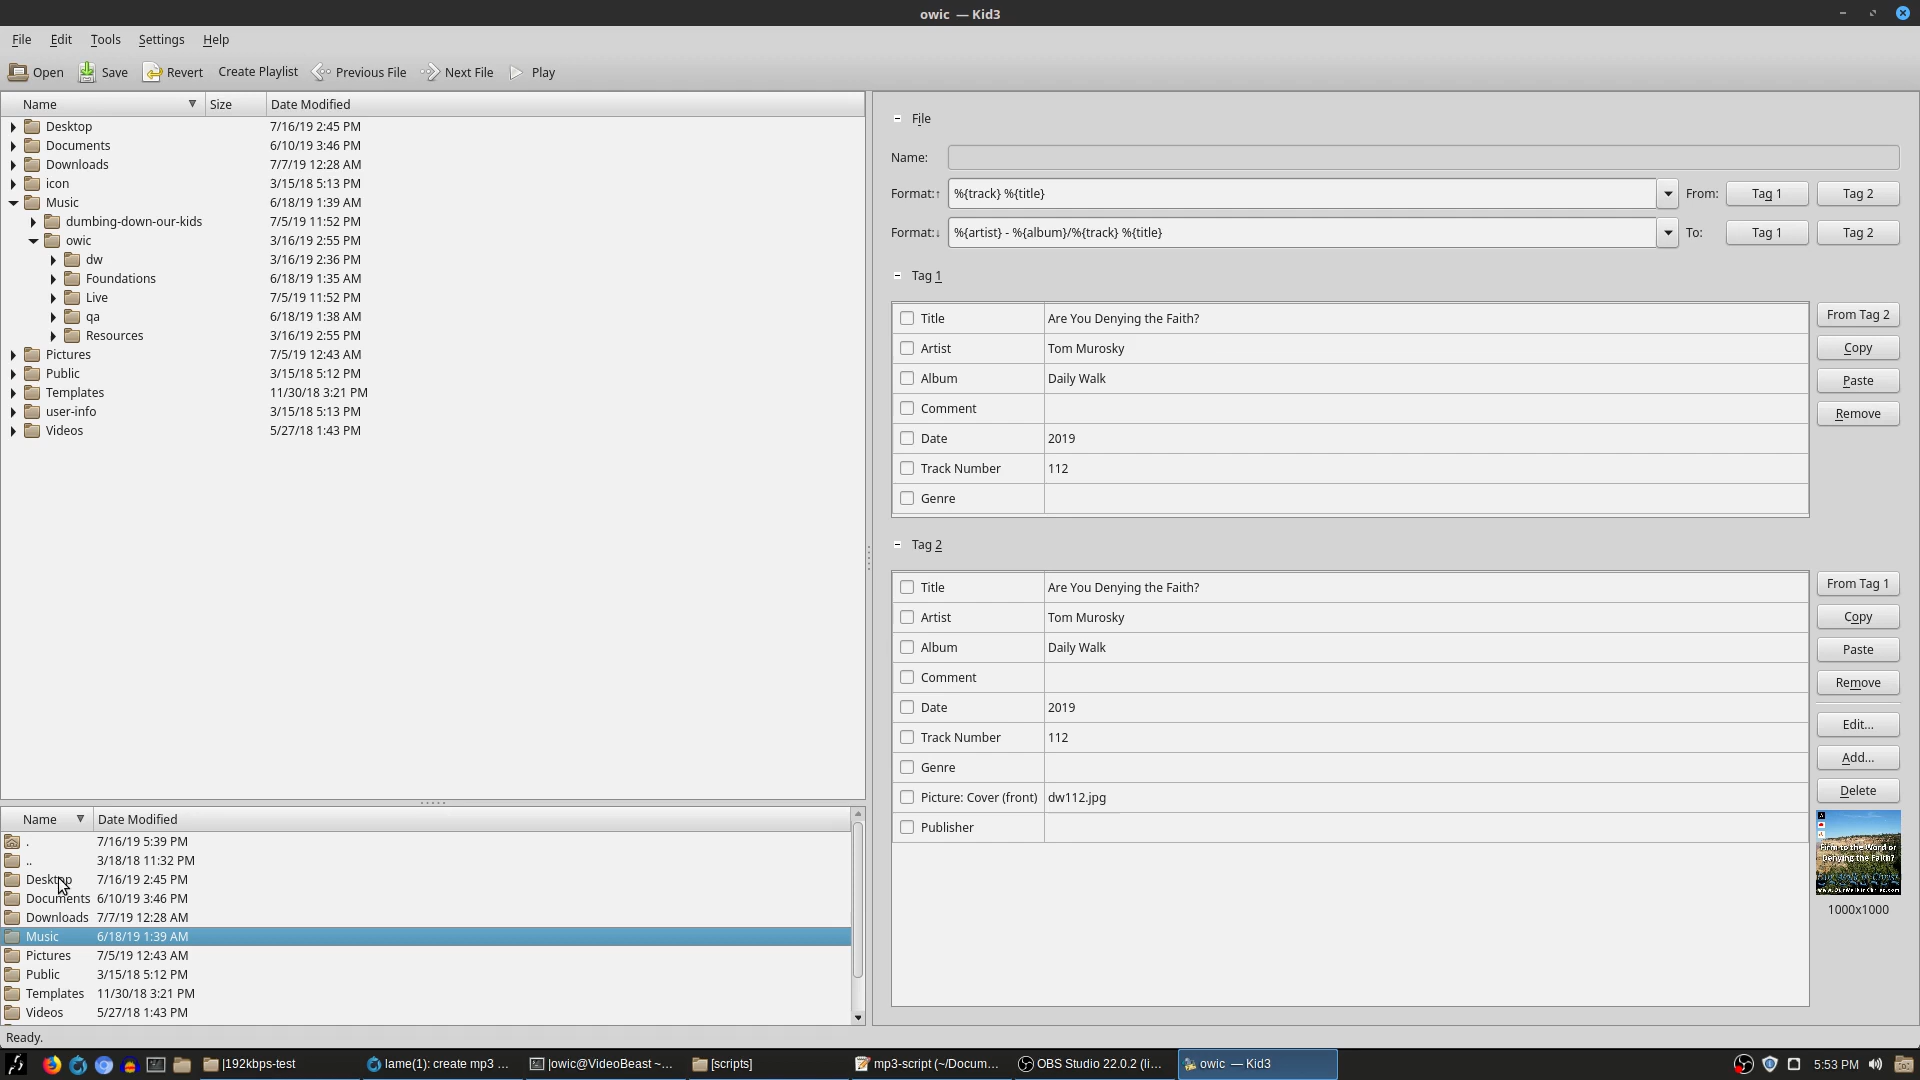 owic — Kid3
File Edit Tools Settings Help
Open Save Revert Create Playlist Previous File Next File Play
Name Size Date Modified
Desktop 7/16/19 2:45 PM
Documents 6/10/19 3:46 PM
Downloads 7/7/19 12:28 AM
icon 3/15/18 5:13 PM
Music 6/18/19 1:39 AM
dumbing-down-our-kids 7/5/19 11:52 PM
owic 3/16/19 2:55 PM
dw 3/16/19 2:36 PM
Foundations 6/18/19 1:35 AM
Live 7/5/19 11:52 PM
qa 6/18/19 1:38 AM
Resources 3/16/19 2:55 PM
Pictures 7/5/19 12:43 AM
Public 3/15/18 5:12 PM
Templates 11/30/18 3:21 PM
user-info 3/15/18 5:13 PM
Videos 5/27/18 1:43 PM
Name Date Modified
. 7/16/19 5:39 PM
.. 3/18/18 11:32 PM
Desktop 7/16/19 2:45 PM
Documents 6/10/19 3:46 PM
Downloads 7/7/19 12:28 AM
Music 6/18/19 1:39 AM
Pictures 7/5/19 12:43 AM
Public 3/15/18 5:12 PM
Templates 11/30/18 3:21 PM
Videos 5/27/18 1:43 PM
File
Name:
Format:↑ %{track} %{title} From: Tag 1 Tag 2
Format:↓ %{artist} - %{album}/%{track} %{title} To: Tag 1 Tag 2
Tag 1
Title Are You Denying the Faith?
Artist Tom Murosky
Album Daily Walk
Comment
Date 2019
Track Number 112
Genre
From Tag 2
Copy
Paste
Remove
Tag 2
Title Are You Denying the Faith?
Artist Tom Murosky
Album Daily Walk
Comment
Date 2019
Track Number 112
Genre
Picture: Cover (front) dw112.jpg
Publisher
From Tag 1
Copy
Paste
Remove
Edit...
Add...
Delete
Firm to the Word or
Denying the Faith?
1000x1000
Ready.
|192kbps-test lame(1): create mp3 ... |owic@VideoBeast ~... [scripts] mp3-script (~/Docum... OBS Studio 22.0.2 (li... owic — Kid3 5:53 PM